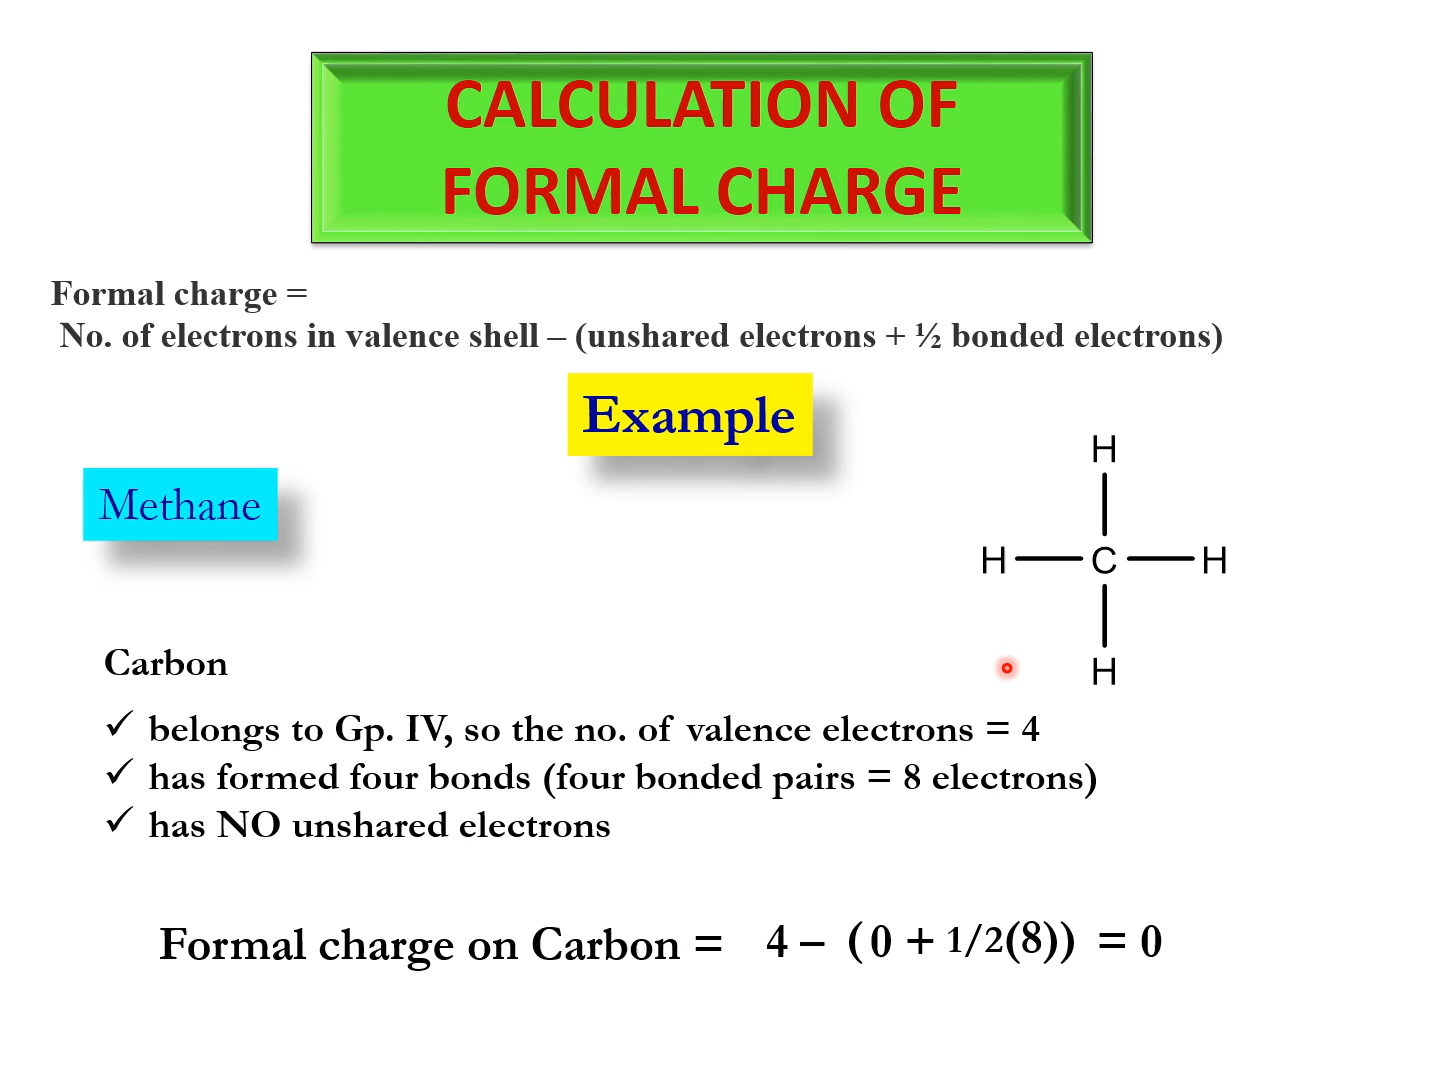 CALCULATION OF
FORMAL CHARGE
Formal charge =
No. of electrons in valence shell – (unshared electrons + ½ bonded electrons)
Example
Methane
H
H C H
H
Carbon
✓ belongs to Gp. IV, so the no. of valence electrons = 4
✓ has formed four bonds (four bonded pairs = 8 electrons)
✓ has NO unshared electrons
Formal charge on Carbon = 4 – (0 + 1/2(8)) = 0